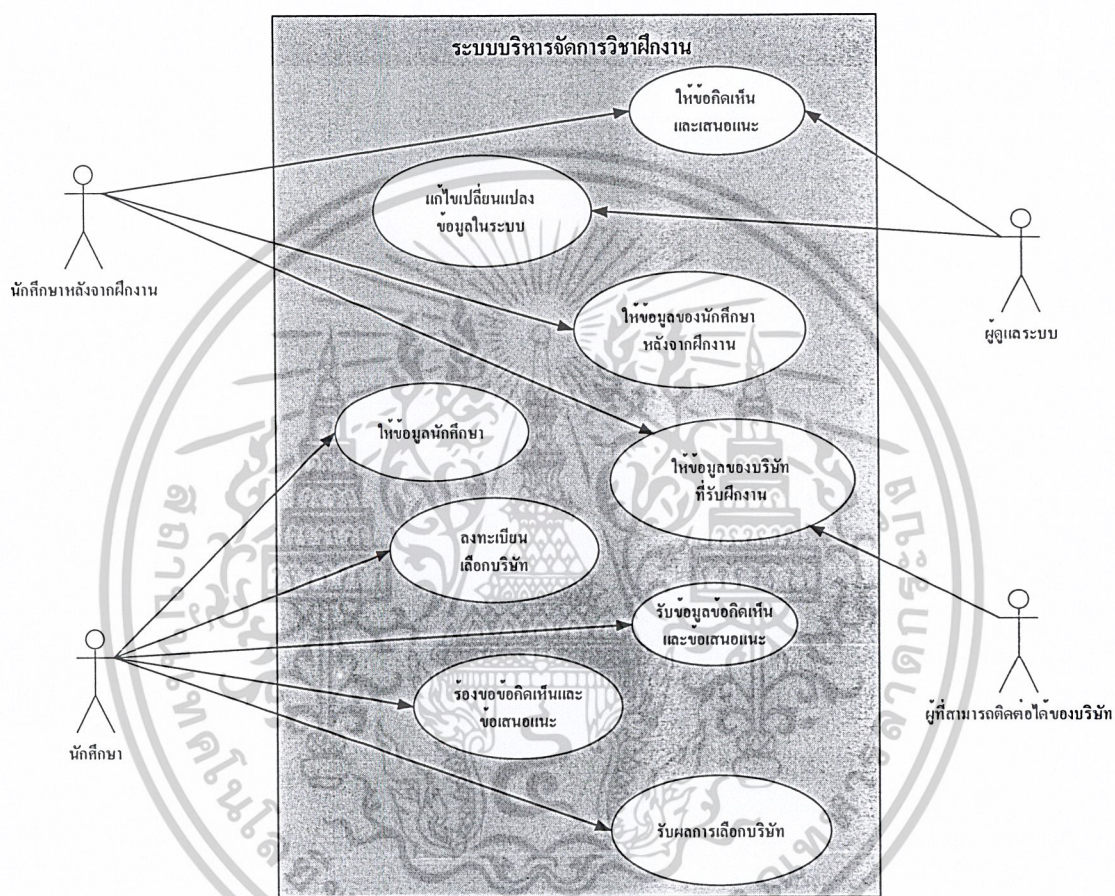 ระบบบริหารจัดการวิชาฝึกงาน
ให้ข้อคิดเห็น
และเสนอแนะ
แก้ไขเปลี่ยนแปลง
ข้อมูลในระบบ
นักศึกษาหลังจากฝึกงาน
ผู้ดูแลระบบ
ให้ข้อมูลของนักศึกษา
หลังจากฝึกงาน
ให้ข้อมูลนักศึกษา
ให้ข้อมูลของบริษัท
ที่รับฝึกงาน
ลงทะเบียน
เลือกบริษัท
รับข้อมูลข้อคิดเห็น
และข้อเสนอแนะ
ร้องขอข้อคิดเห็นและ
ข้อเสนอแนะ
ผู้ที่สามารถติดต่อได้ของบริษัท
นักศึกษา
รับผลการเลือกบริษัท